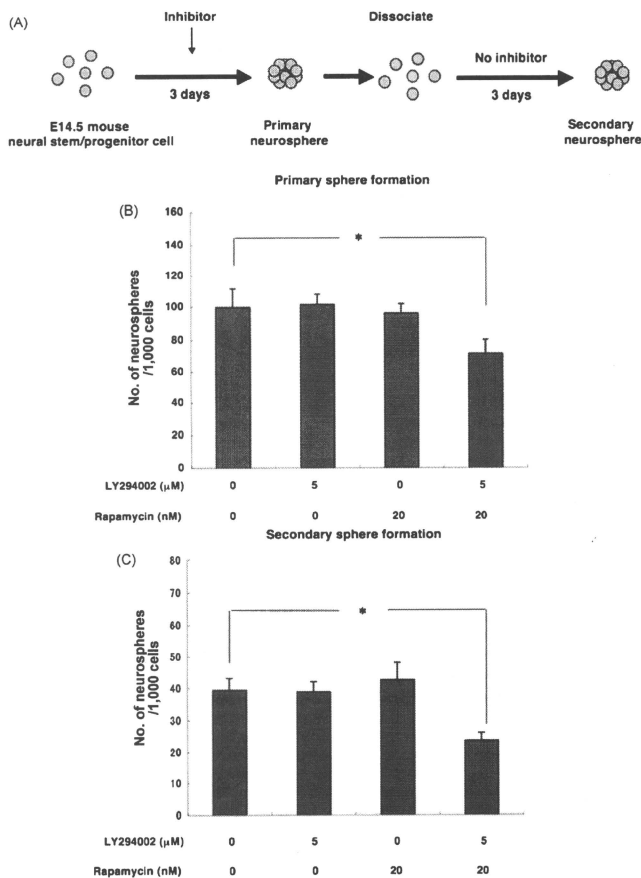 (A)
Inhibitor
Dissociate
No inhibitor
3 days
3 days
E14.5 mouse
neural stem/progenitor cell
Primary
neurosphere
Secondary
neurosphere
Primary sphere formation
(B)
No. of neurospheres
/1,000 cells
160
140
120
100
80
60
40
20
0
*
LY294002 (μM) 0 5 0 5
Rapamycin (nM) 0 0 20 20
Secondary sphere formation
(C)
No. of neurospheres
/1,000 cells
80
70
60
50
40
30
20
10
0
*
LY294002 (μM) 0 5 0 5
Rapamycin (nM) 0 0 20 20